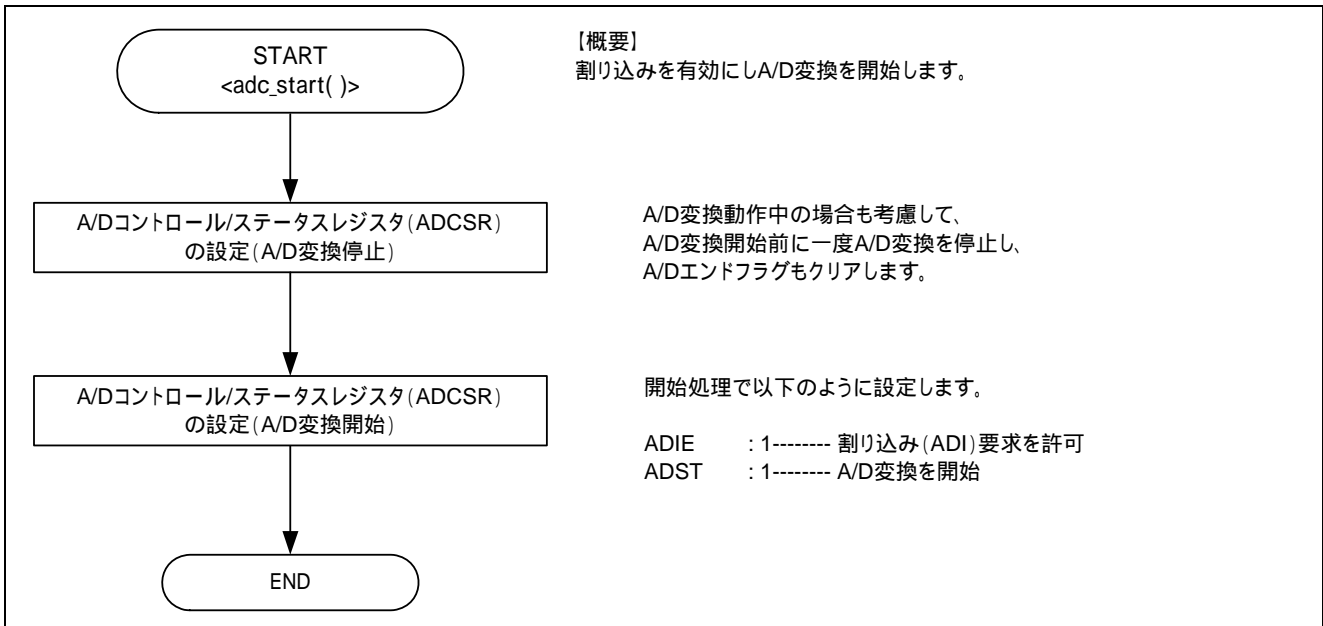 START
<adc_start( )>
【概要】
割り込みを有効にしA/D変換を開始します。
A/Dコントロール/ステータスレジスタ(ADCSR)
の設定(A/D変換停止)
A/D変換動作中の場合も考慮して、
A/D変換開始前に一度A/D変換を停止し、
A/Dエンドフラグもクリアします。
A/Dコントロール/ステータスレジスタ(ADCSR)
の設定(A/D変換開始)
開始処理で以下のように設定します。
ADIE : 1-------- 割り込み(ADI)要求を許可
ADST : 1-------- A/D変換を開始
END